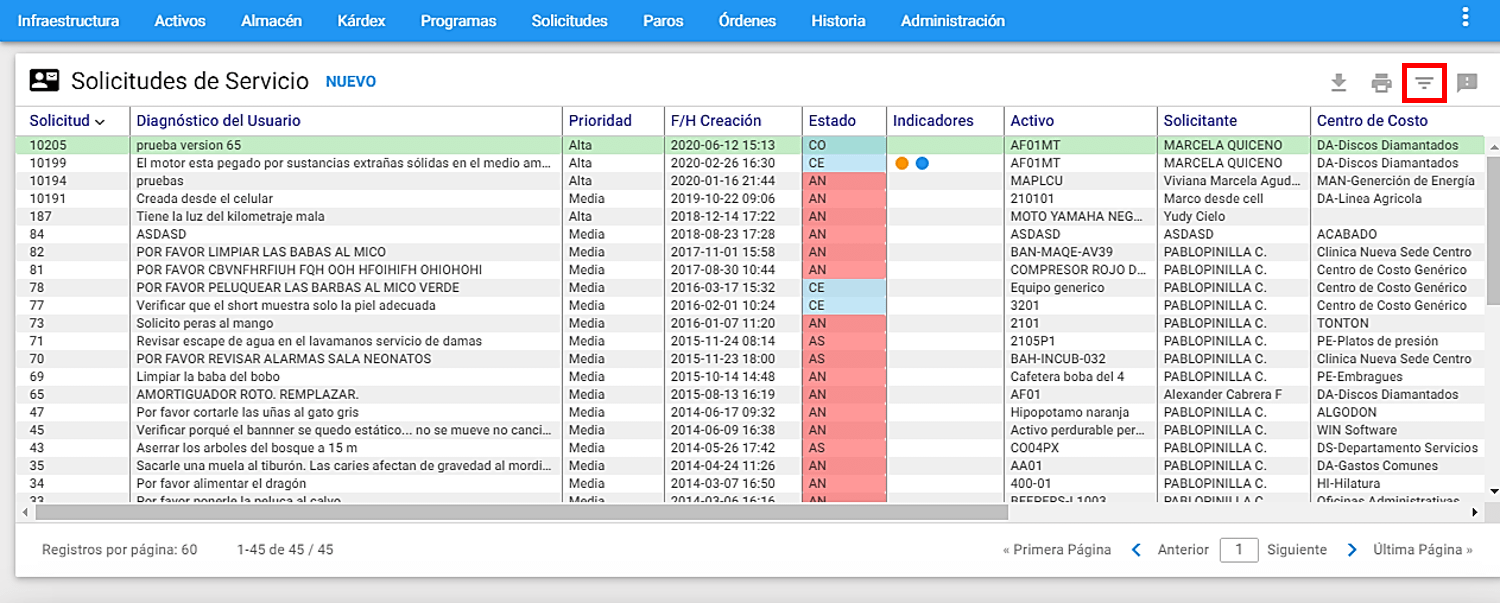 Infraestructura Activos Almacén Kárdex Programas Solicitudes Paros Órdenes Historia Administración
Solicitudes de Servicio NUEVO
Solicitud Diagnóstico del Usuario Prioridad F/H Creación Estado Indicadores Activo Solicitante Centro de Costo
10205 prueba version 65 Alta 2020-06-12 15:13 CO AF01MT MARCELA QUICENO DA-Discos Diamantados
10199 El motor esta pegado por sustancias extrañas sólidas en el medio am... Alta 2020-02-26 16:30 CE AF01MT MARCELA QUICENO DA-Discos Diamantados
10194 pruebas Alta 2020-01-16 21:44 AN MAPLCU Viviana Marcela Agud... MAN-Generción de Energía
10191 Creada desde el celular Media 2019-10-22 09:06 AN 210101 Marco desde cell DA-Linea Agricola
187 Tiene la luz del kilometraje mala Alta 2018-12-14 17:22 AN MOTO YAMAHA NEG... Yudy Cielo
84 ASDASD Media 2018-08-23 17:28 AN ASDASD ASDASD ACABADO
82 POR FAVOR LIMPIAR LAS BABAS AL MICO Media 2017-11-01 15:58 AN BAN-MAQE-AV39 PABLOPINILLA C. Clinica Nueva Sede Centro
81 POR FAVOR CBVNFHRFIUH FQH OOH HFOIHIFH OHIOHOHI Media 2017-08-30 10:44 AN COMPRESOR ROJO D... PABLOPINILLA C. Centro de Costo Genérico
78 POR FAVOR PELUQUEAR LAS BARBAS AL MICO VERDE Media 2016-03-17 15:32 CE Equipo generico PABLOPINILLA C. Centro de Costo Genérico
77 Verificar que el short muestra solo la piel adecuada Media 2016-02-01 10:24 CE 3201 PABLOPINILLA C. Centro de Costo Genérico
73 Solicito peras al mango Media 2016-01-07 11:20 AN 2101 PABLOPINILLA C. TONTON
71 Revisar escape de agua en el lavamanos servicio de damas Media 2015-11-24 08:14 AS 2105P1 PABLOPINILLA C. PE-Platos de presión
70 POR FAVOR REVISAR ALARMAS SALA NEONATOS Media 2015-11-23 18:00 AS BAH-INCUB-032 PABLOPINILLA C. Clinica Nueva Sede Centro
69 Limpiar la baba del bobo Media 2015-10-14 14:48 AN Cafetera boba del 4 PABLOPINILLA C. PE-Embragues
65 AMORTIGUADOR ROTO. REMPLAZAR. Media 2015-08-13 16:19 AN AF01 Alexander Cabrera F DA-Discos Diamantados
47 Por favor cortarle las uñas al gato gris Media 2014-06-17 09:32 AN Hipopotamo naranja PABLOPINILLA C. ALGODON
45 Verificar porqué el bannner se quedo estático... no se mueve no canci... Media 2014-06-09 16:38 AN Activo perdurable per... PABLOPINILLA C. WIN Software
43 Aserrar los arboles del bosque a 15 m Media 2014-05-26 17:42 AS CO04PX PABLOPINILLA C. DS-Departamento Servicios
35 Sacarle una muela al tiburón. Las caries afectan de gravedad al mordi... Media 2014-04-24 11:26 AN AA01 PABLOPINILLA C. DA-Gastos Comunes
34 Por favor alimentar el dragón Media 2014-03-07 16:50 AN 400-01 PABLOPINILLA C. HI-Hilatura
33 Por favor ponerle la peluca al calvo Media 2014-03-06 16:16 AN BEEPERS-L1003 PABLOPINILLA C. Oficinas Administrativas
Registros por página: 60 1-45 de 45 / 45 « Primera Página Anterior 1 Siguiente Última Página »